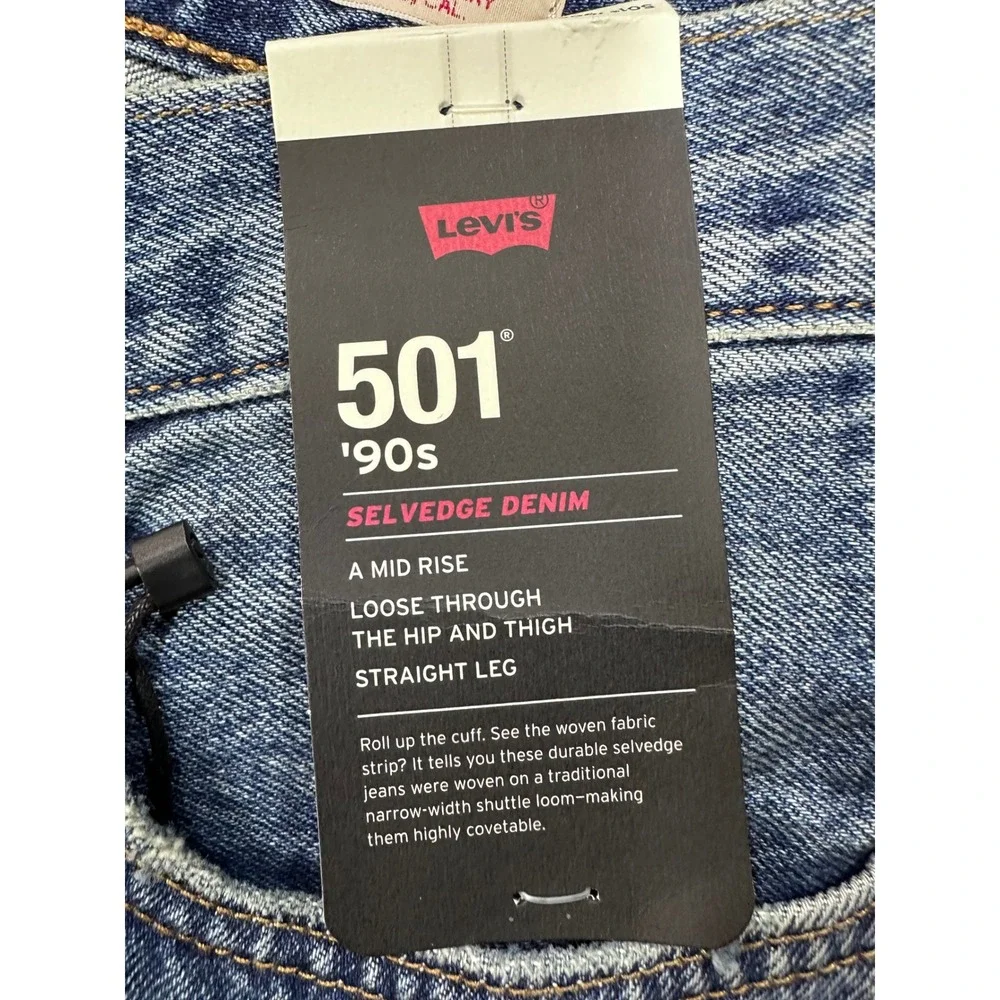 CAL.
LEVI'S®
501®
'90s
SELVEDGE DENIM
A MID RISE
LOOSE THROUGH
THE HIP AND THIGH
STRAIGHT LEG
Roll up the cuff. See the woven fabric
strip? It tells you these durable selvedge
jeans were woven on a traditional
narrow-width shuttle loom—making
them highly covetable.